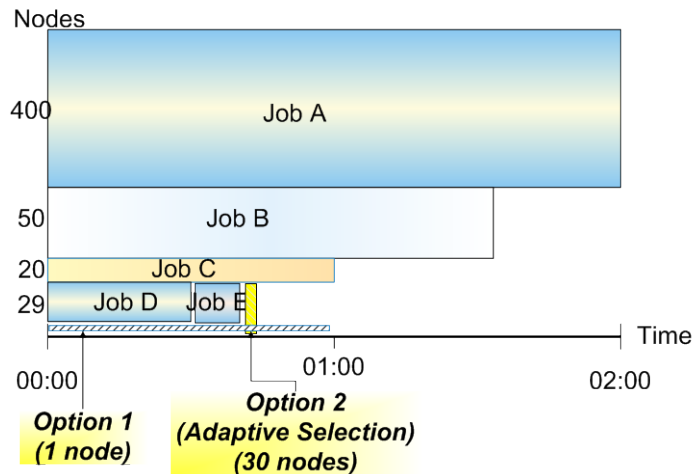 Nodes
400
Job A
50
Job B
20
Job C
29
Job D
Job E
Time
00:00
01:00
02:00
Option 1
(1 node)
Option 2
(Adaptive Selection)
(30 nodes)